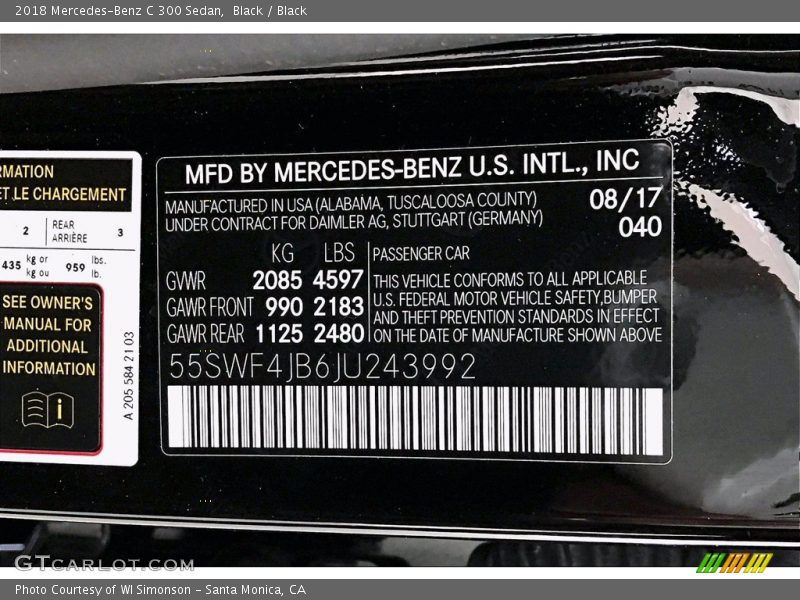 2018 Mercedes-Benz C 300 Sedan, Black / Black
RMATION
ET LE CHARGEMENT
2 REAR ARRIÈRE 3
435 kg or kg ou 959 lbs. lb.
SEE OWNER'S
MANUAL FOR
ADDITIONAL
INFORMATION
i
A 205 584 21 03
MFD BY MERCEDES-BENZ U.S. INTL., INC
MANUFACTURED IN USA (ALABAMA, TUSCALOOSA COUNTY) 08/17
UNDER CONTRACT FOR DAIMLER AG, STUTTGART (GERMANY) 040
KG LBS PASSENGER CAR
GVWR 2085 4597 THIS VEHICLE CONFORMS TO ALL APPLICABLE
GAWR FRONT 990 2183 U.S. FEDERAL MOTOR VEHICLE SAFETY,BUMPER
AND THEFT PREVENTION STANDARDS IN EFFECT
GAWR REAR 1125 2480 ON THE DATE OF MANUFACTURE SHOWN ABOVE
55SWF4JB6JU243992
GTCARLOT.COM
Photo Courtesy of WI Simonson - Santa Monica, CA